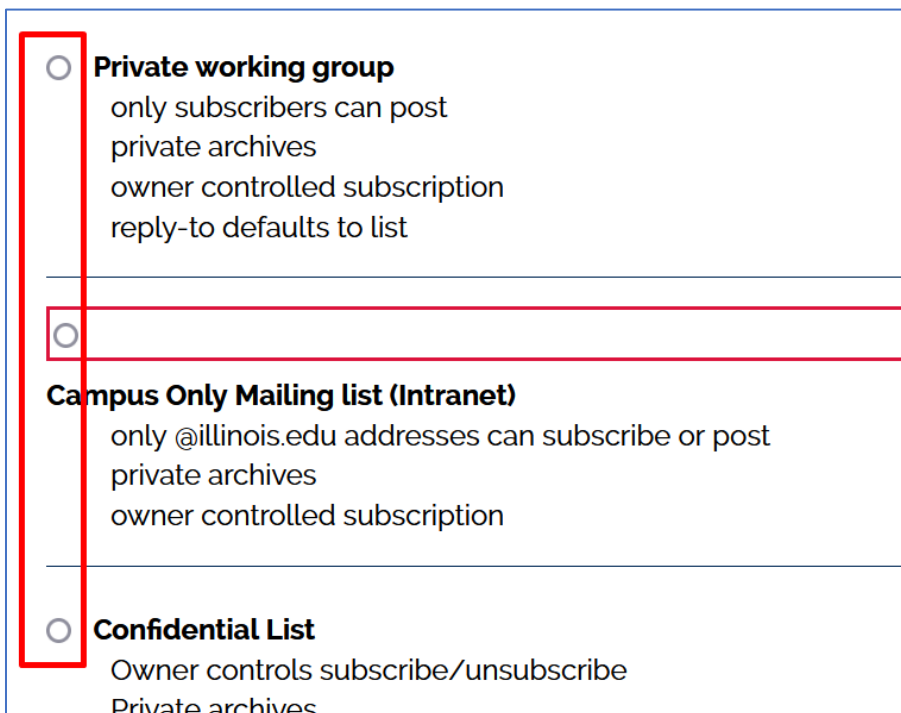 Private working group
only subscribers can post
private archives
owner controlled subscription
reply-to defaults to list
Campus Only Mailing list (Intranet)
only @illinois.edu addresses can subscribe or post
private archives
owner controlled subscription
Confidential List
Owner controls subscribe/unsubscribe
Private archives